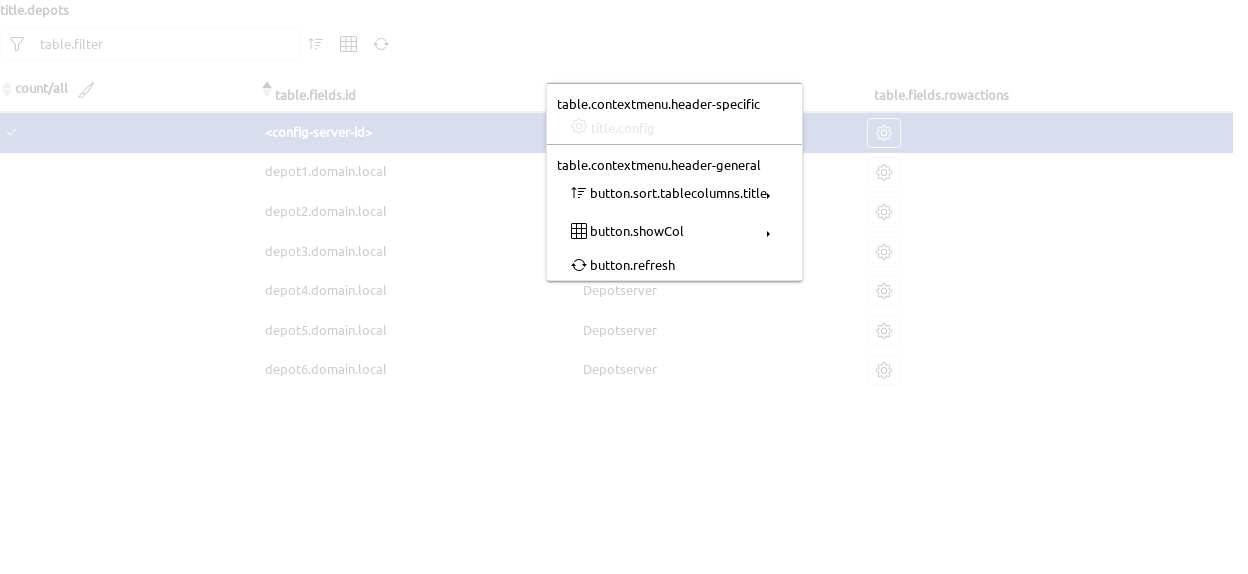 title.depots
table.filter
count/all
table.fields.id
table.fields.rowactions
<config-server-id>
depot1.domain.local
depot2.domain.local
depot3.domain.local
depot4.domain.local Depotserver
depot5.domain.local Depotserver
depot6.domain.local Depotserver
table.contextmenu.header-specific
title.config
table.contextmenu.header-general
button.sort.tablecolumns.title
button.showCol
button.refresh